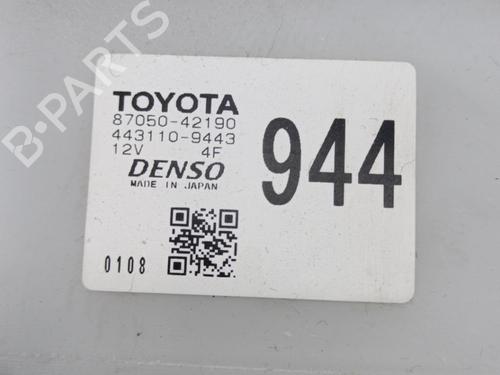 B-PARTS
TOYOTA
87050-42190
443110-9443
12V 4F
DENSO
MADE IN JAPAN
944
0108